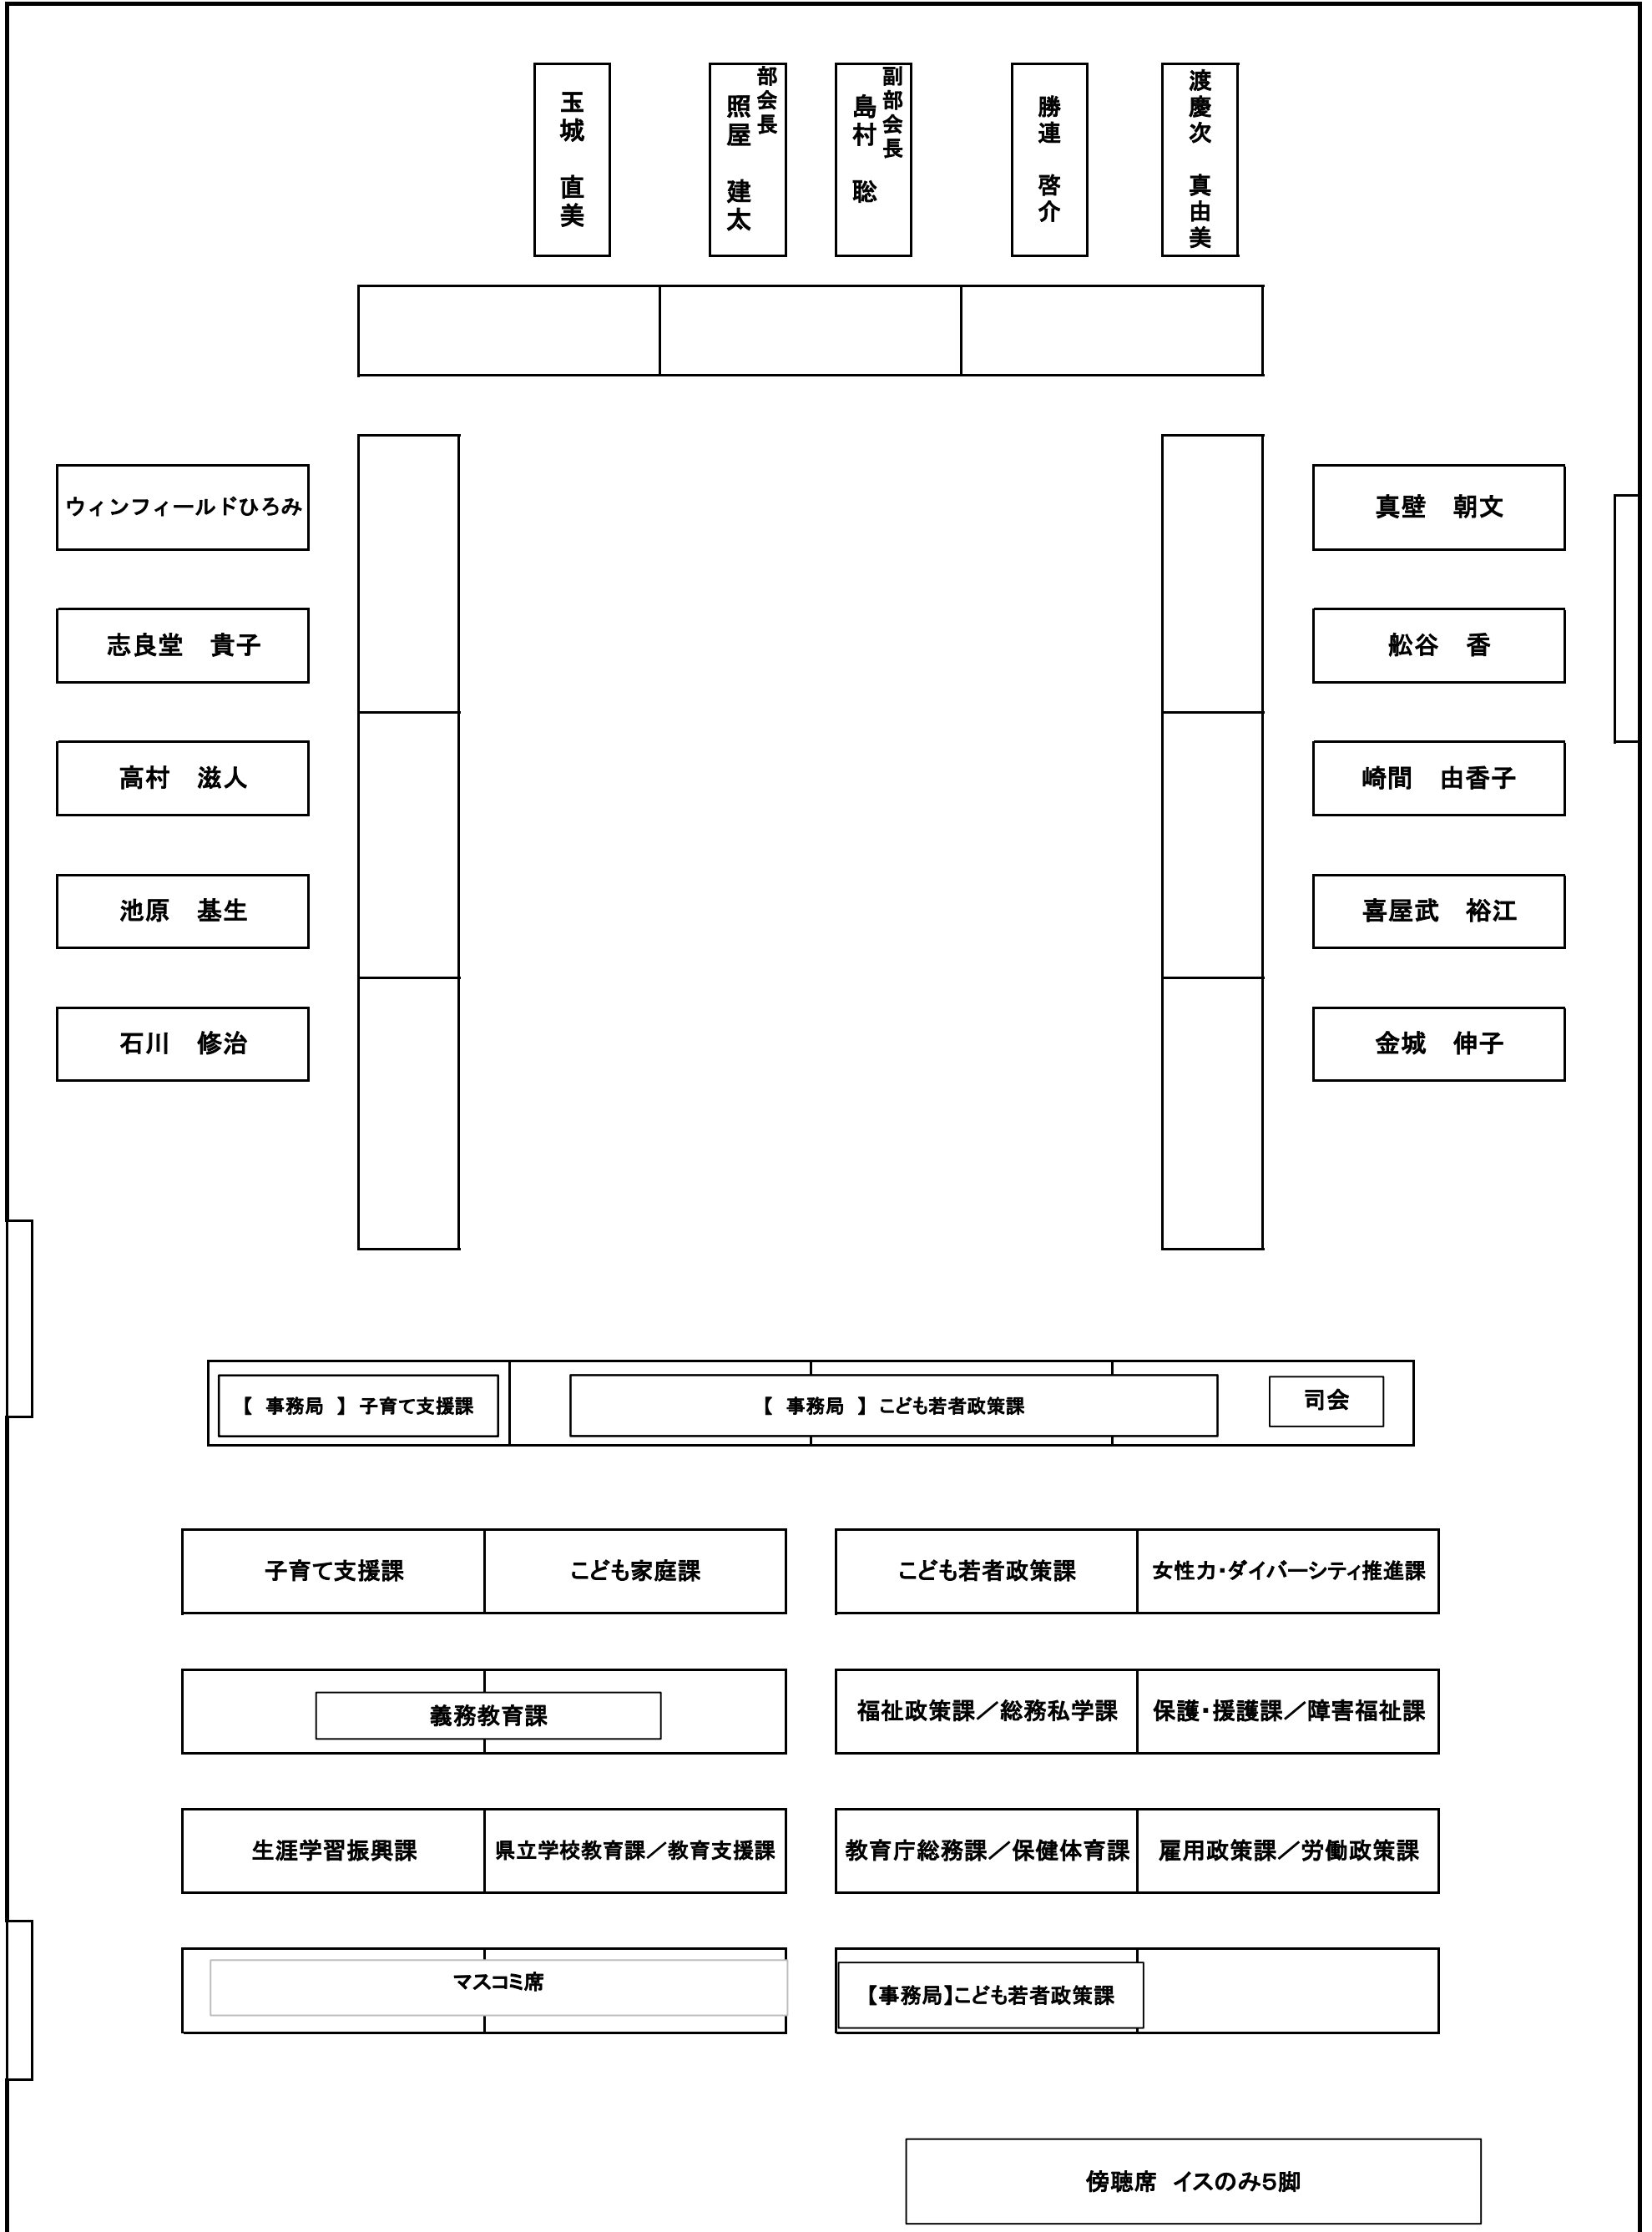 玉城　直美
部会長
照屋　建太
副部会長
島村　聡
勝連　啓介
渡慶次　真由美
ウィンフィールドひろみ
真壁　朝文
志良堂　貴子
舩谷　香
高村　滋人
崎間　由香子
池原　基生
喜屋武　裕江
石川　修治
金城　伸子
【 事務局 】 子育て支援課
【 事務局 】 こども若者政策課
司会
子育て支援課
こども家庭課
こども若者政策課
女性力・ダイバーシティ推進課
義務教育課
福祉政策課／総務私学課
保護・援護課／障害福祉課
生涯学習振興課
県立学校教育課／教育支援課
教育庁総務課／保健体育課
雇用政策課／労働政策課
マスコミ席
【事務局】こども若者政策課
傍聴席　イスのみ５脚